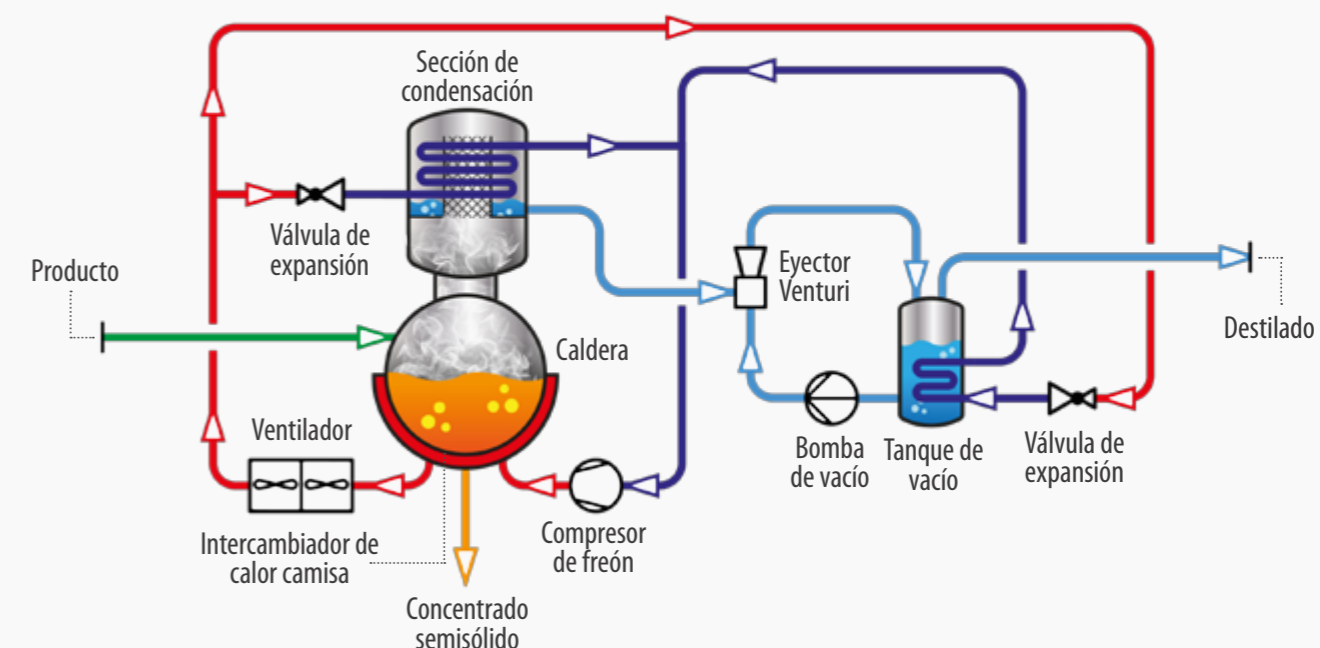 Sección de
condensación
Válvula de
expansión
Producto
Eyector
Venturi
Destilado
Caldera
Ventilador
Bomba
de vacío
Tanque de
vacío
Válvula de
expansión
Intercambiador de
calor camisa
Compresor
de freón
Concentrado
semisólido